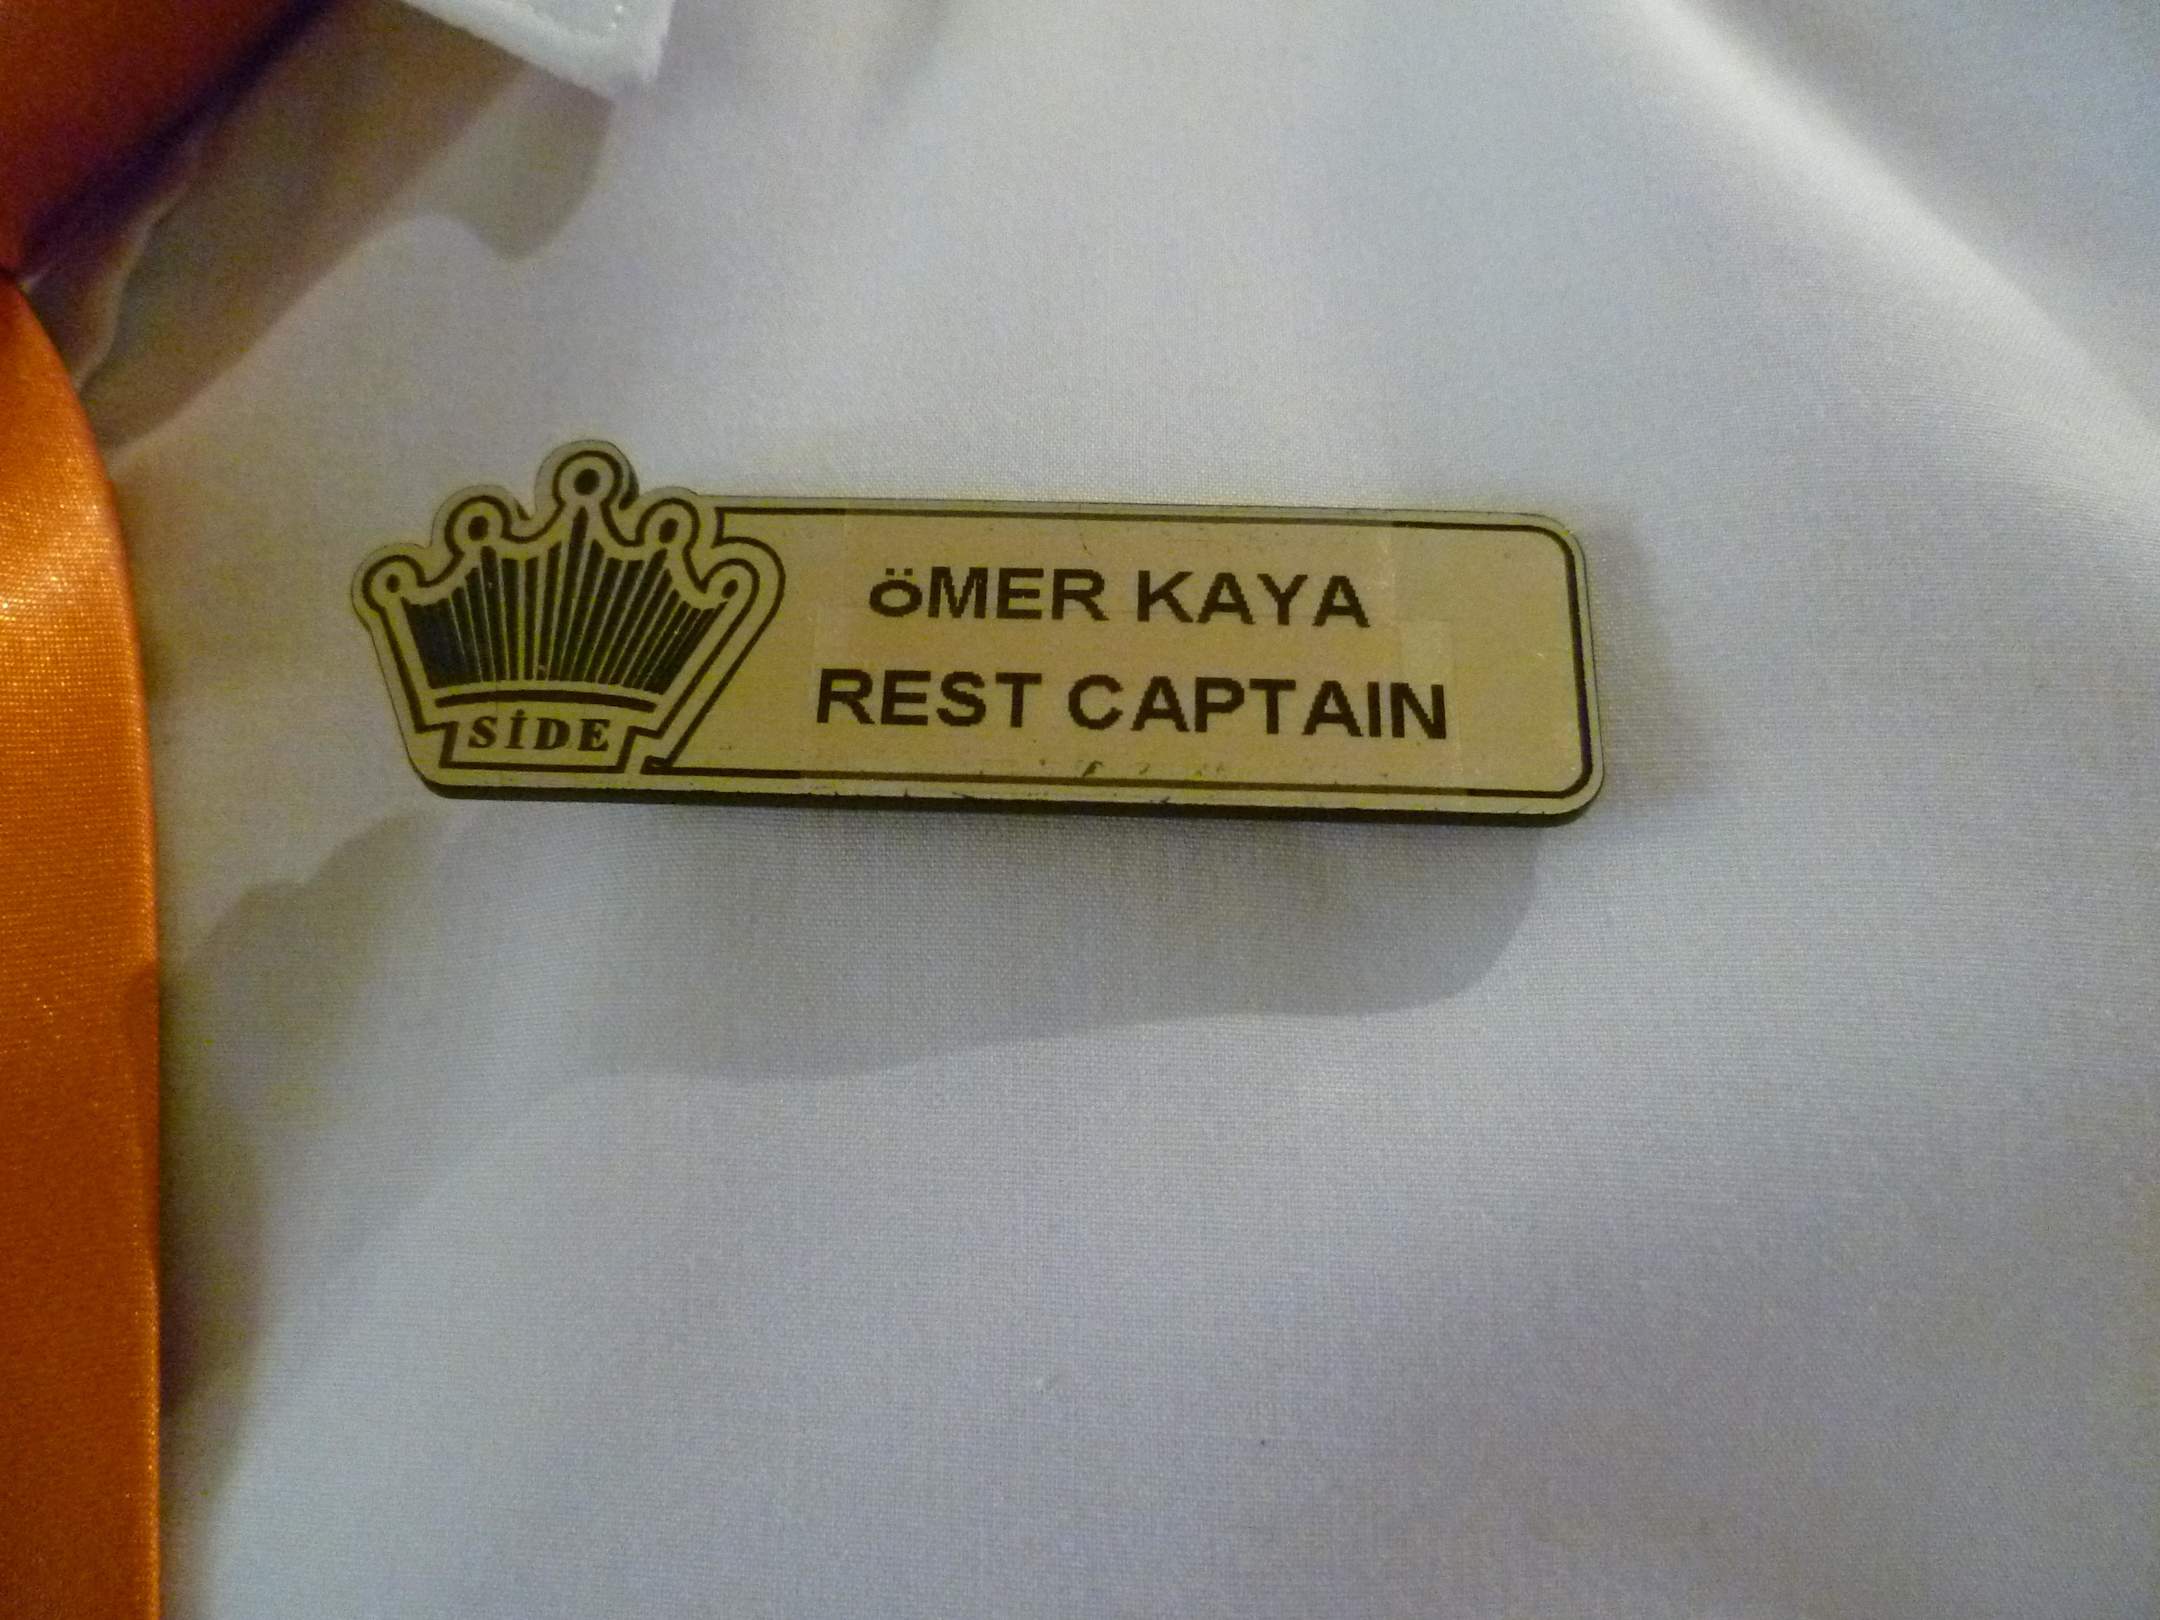 SİDE
öMER KAYA
REST CAPTAIN